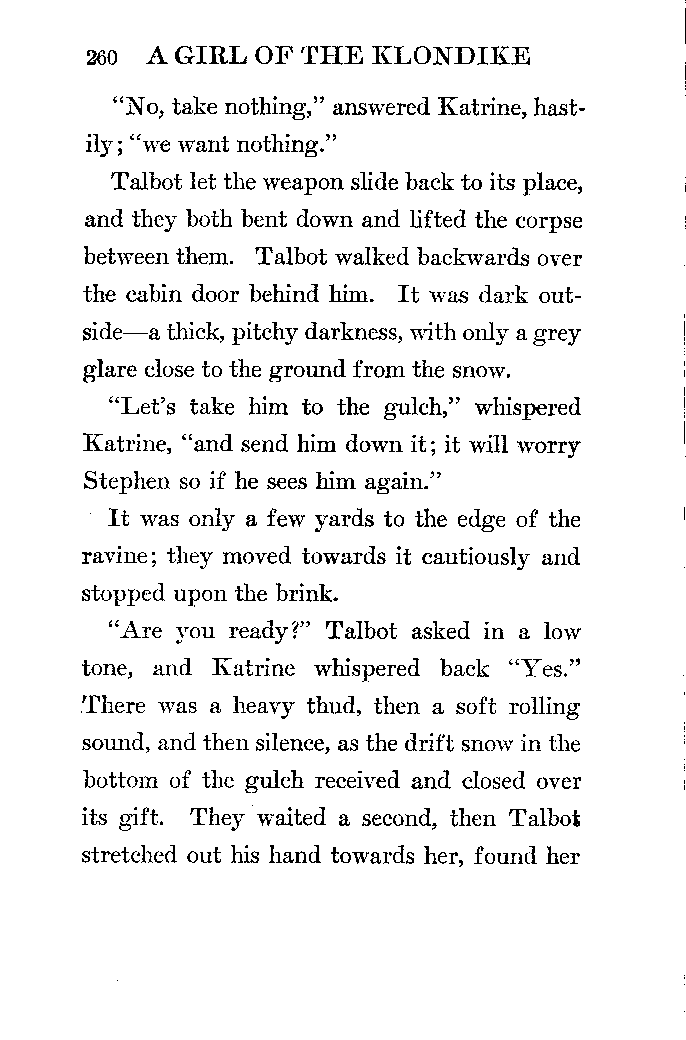 260 A GIRL OF THE KLONDIKE
“No, take nothing,” answered Katrine, hast-
ily; “we want nothing.”
Talbot let the weapon slide back to its place,
and they both bent down and lifted the corpse
between them. Talbot walked backwards over
the cabin door behind him. It was dark out-
side—a thick, pitchy darkness, with only a grey
glare close to the ground from the snow.
“Let’s take him to the gulch,” whispered
Katrine, “and send him down it; it will worry
Stephen so if he sees him again.”
It was only a few yards to the edge of the
ravine; they moved towards it cautiously and
stopped upon the brink.
“Are you ready?” Talbot asked in a low
tone, and Katrine whispered back “Yes.”
There was a heavy thud, then a soft rolling
sound, and then silence, as the drift snow in the
bottom of the gulch received and closed over
its gift. They waited a second, then Talbot
stretched out his hand towards her, found her